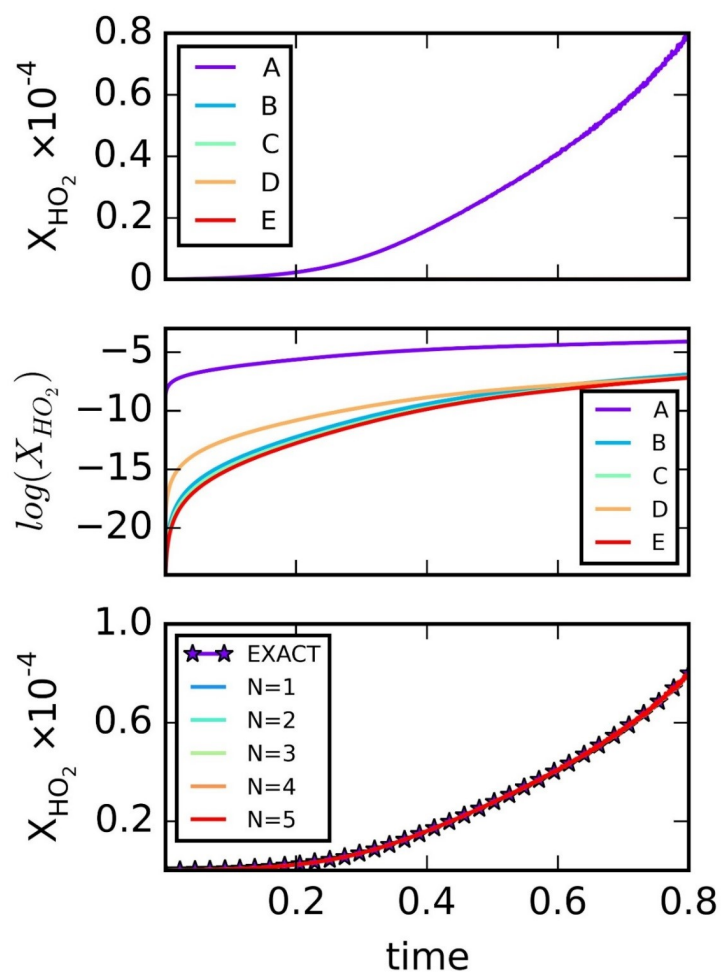 0.8
0.6
0.4
0.2
0
X_HO₂ ×10⁻⁴
A
B
C
D
E
−5
−10
−15
−20
log(X_HO₂)
A
B
C
D
E
1.0
0.6
0.2
X_HO₂ ×10⁻⁴
EXACT
N=1
N=2
N=3
N=4
N=5
0.2 0.4 0.6 0.8
time